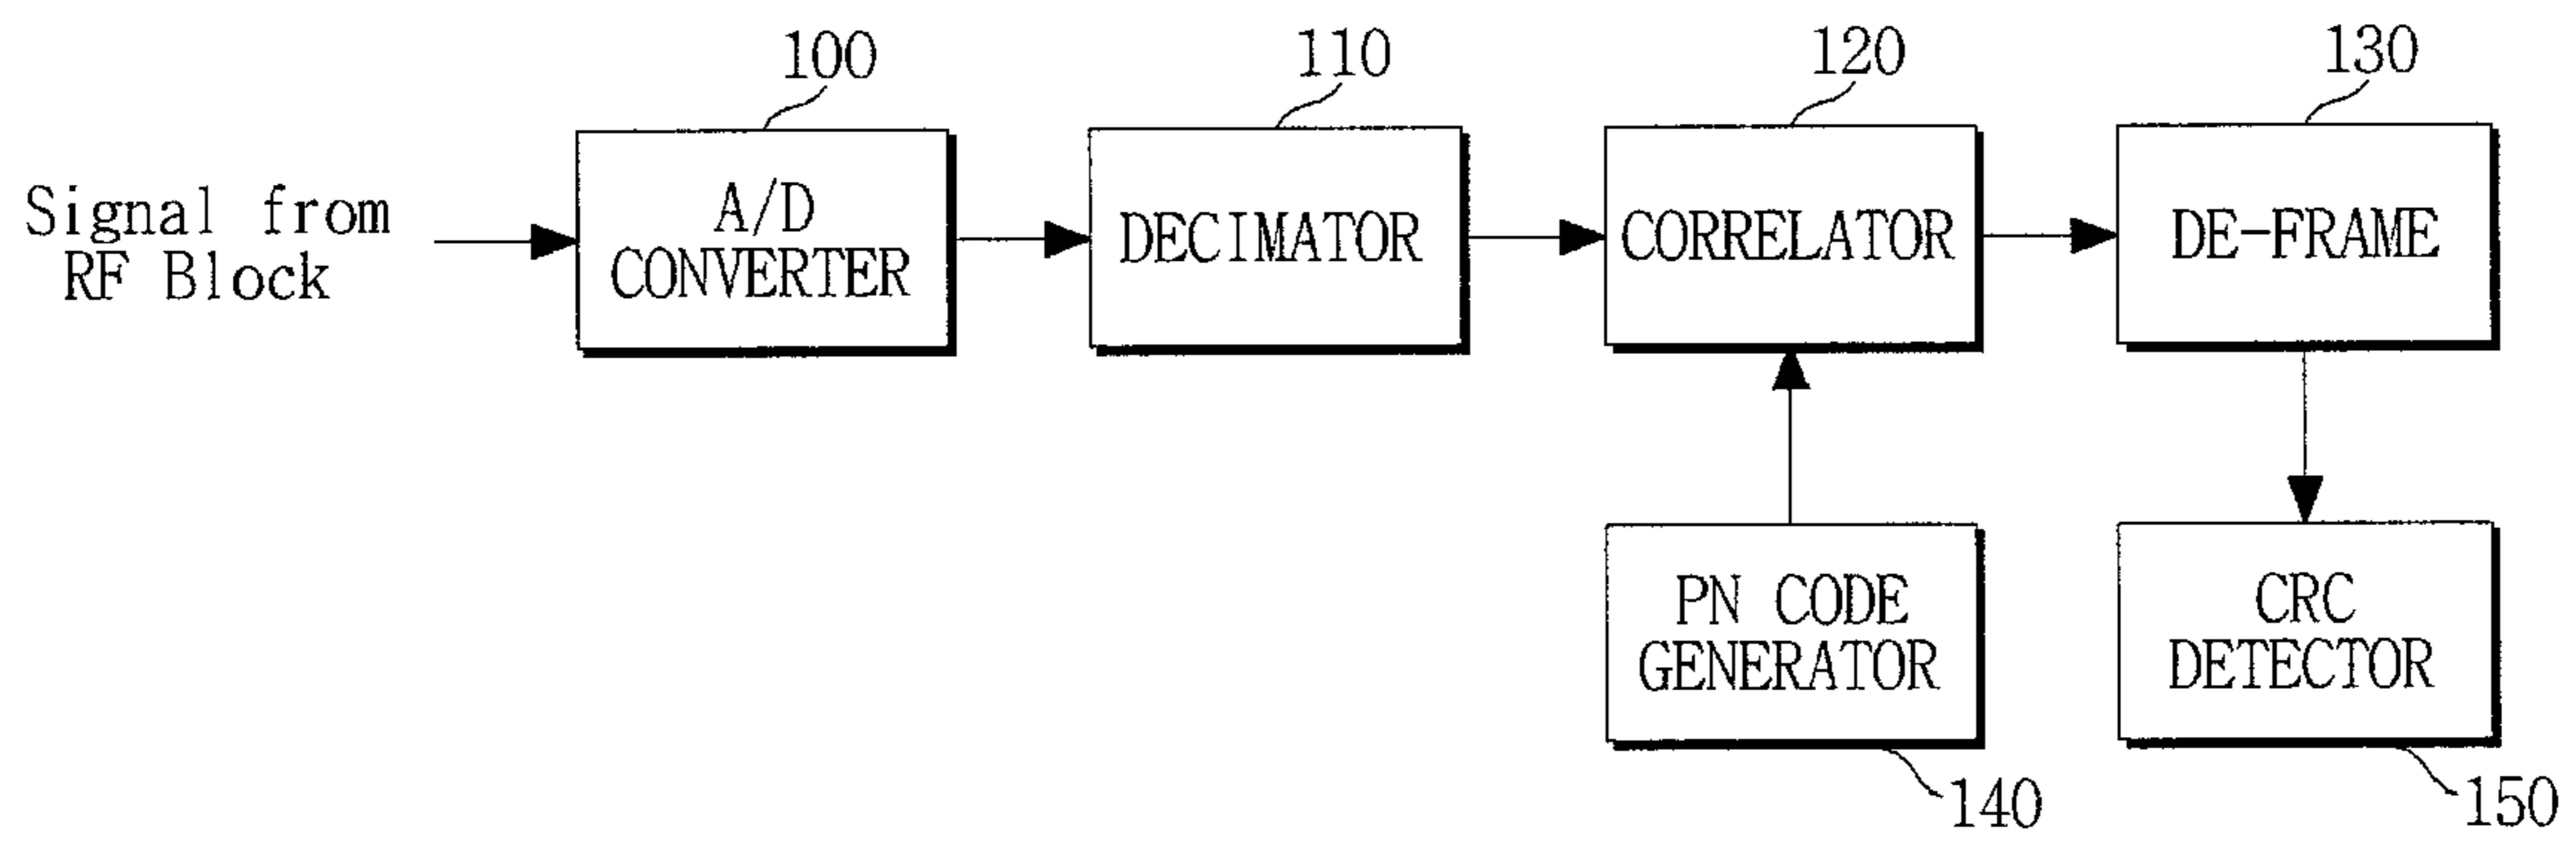 100
110
120
130
Signal from
RF Block
A/D
CONVERTER
DECIMATOR
CORRELATOR
DE-FRAME
PN CODE
GENERATOR
CRC
DETECTOR
140
150